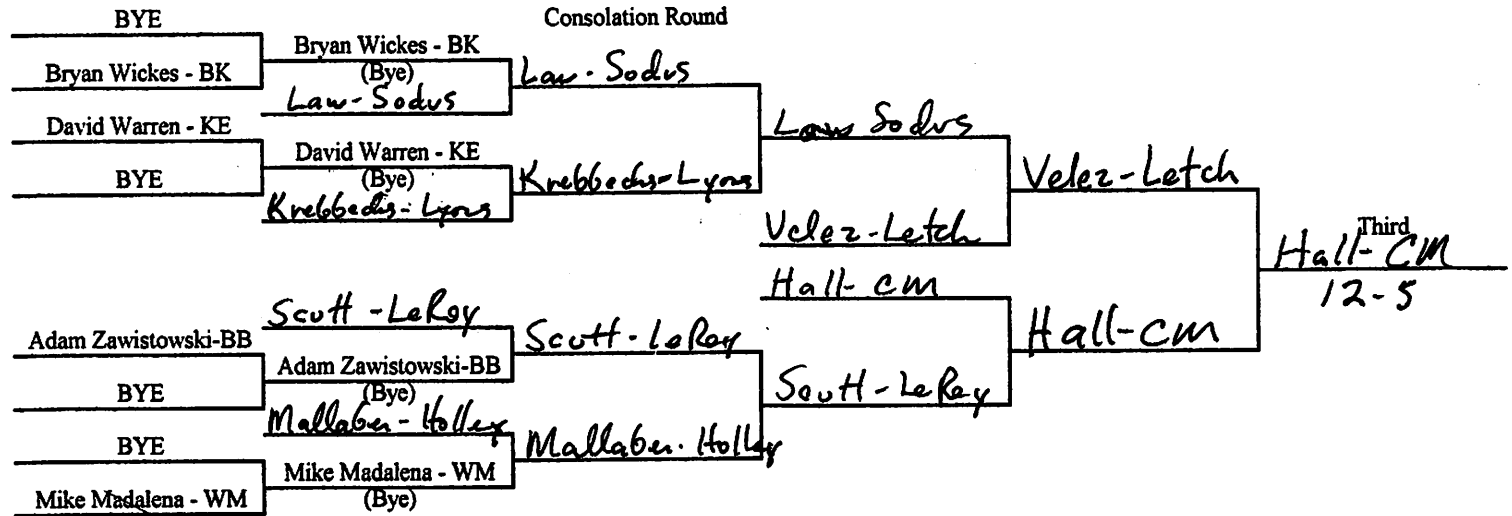 Consolation Round
BYE
Bryan Wickes - BK
Bryan Wickes - BK
(Bye)
Law-Sodus
Law-Sodus
David Warren - KE
BYE
David Warren - KE
(Bye)
Krebbechs-Lyons
Krebbechs-Lyons
Law Sodus
Velez-Letch
Velez-Letch
Scott-LeRoy
Adam Zawistowski-BB
BYE
Adam Zawistowski-BB
(Bye)
Scott-LeRoy
Mallaber-Holley
BYE
Mike Madalena - WM
Mike Madalena - WM
(Bye)
Mallaber-Holley
Hall-CM
Scott-LeRoy
Hall-CM
Third
Hall-CM
12-5